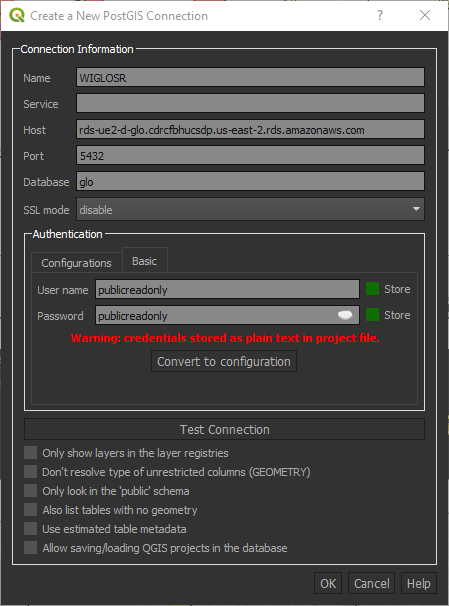 Create a New PostGIS Connection
Connection Information
Name WIGLOSR
Service
Host rds-ue2-d-glo.cdrcfbhucsdp.us-east-2.rds.amazonaws.com
Port 5432
Database glo
SSL mode disable
Authentication
Configurations Basic
User name publicreadonly Store
Password publicreadonly Store
Warning: credentials stored as plain text in project file.
Convert to configuration
Test Connection
Only show layers in the layer registries
Don't resolve type of unrestricted columns (GEOMETRY)
Only look in the 'public' schema
Also list tables with no geometry
Use estimated table metadata
Allow saving/loading QGIS projects in the database
OK Cancel Help